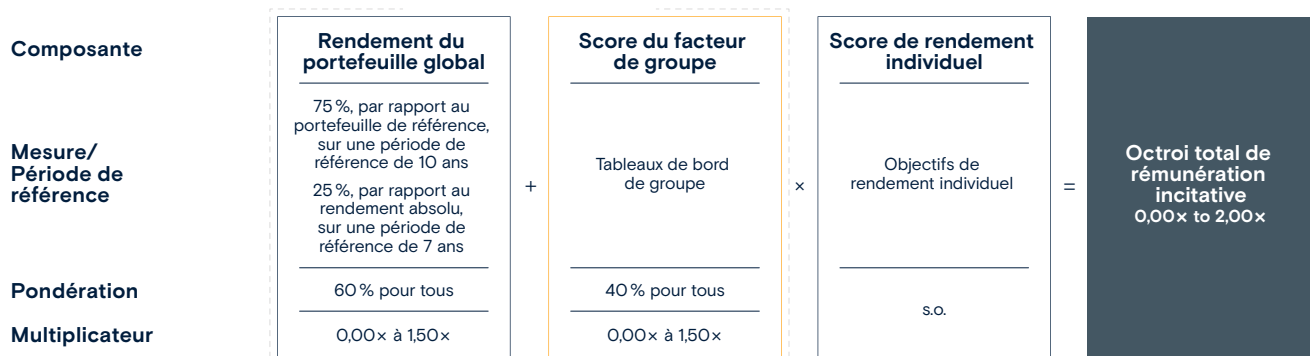 Composante
Rendement du
portefeuille global
Score du facteur
de groupe
Score de rendement
individuel
Mesure/
Période de
référence
75 %, par rapport au
portefeuille de référence,
sur une période de
référence de 10 ans
25 %, par rapport au
rendement absolu,
sur une période de
référence de 7 ans
+
Tableaux de bord
de groupe
×
Objectifs de
rendement individuel
=
Octroi total de
rémunération
incitative
0,00× to 2,00×
Pondération
60 % pour tous
40 % pour tous
s.o.
Multiplicateur
0,00× à 1,50×
0,00× à 1,50×